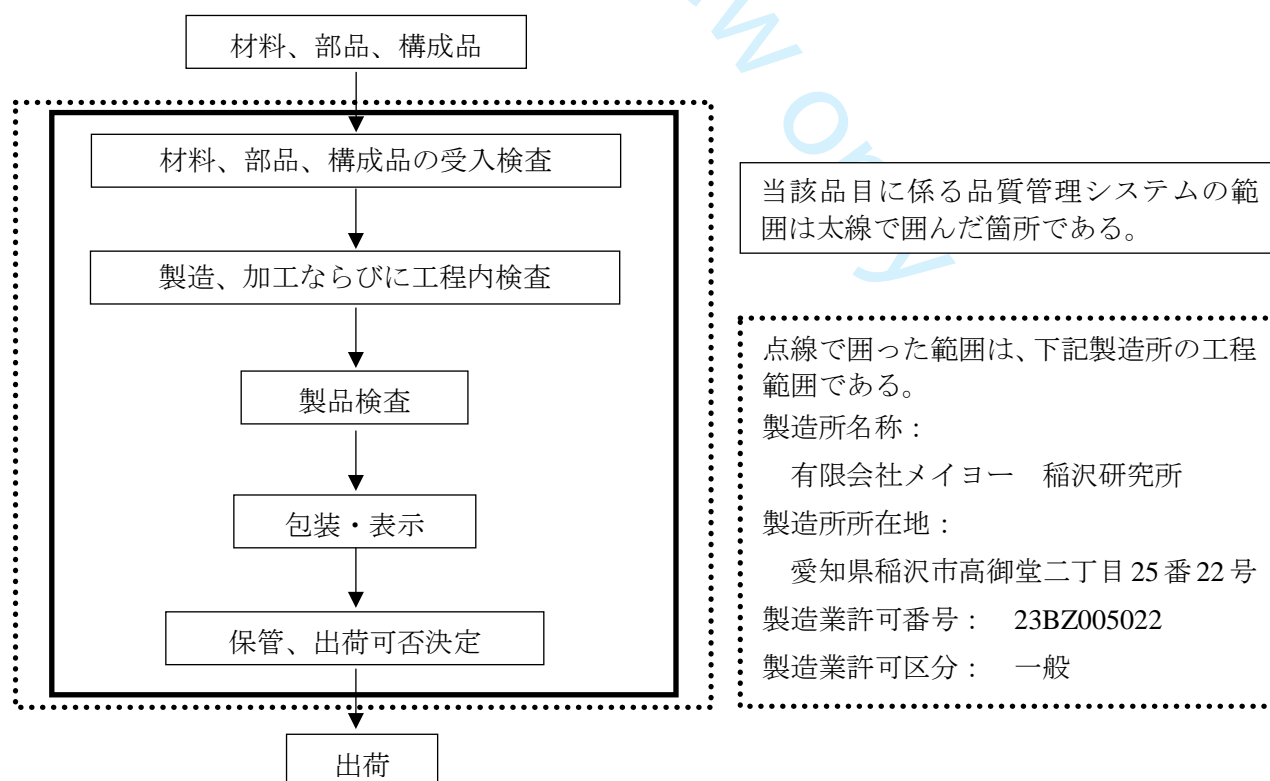 材料、部品、構成品
材料、部品、構成品の受入検査
製造、加工ならびに工程内検査
製品検査
包装・表示
保管、出荷可否決定
出荷
当該品目に係る品質管理システムの範
囲は太線で囲んだ箇所である。
点線で囲った範囲は、下記製造所の工程
範囲である。
製造所名称：
有限会社メイヨー　稲沢研究所
製造所所在地：
愛知県稲沢市高御堂二丁目25番22号
製造業許可番号：　23BZ005022
製造業許可区分：　一般